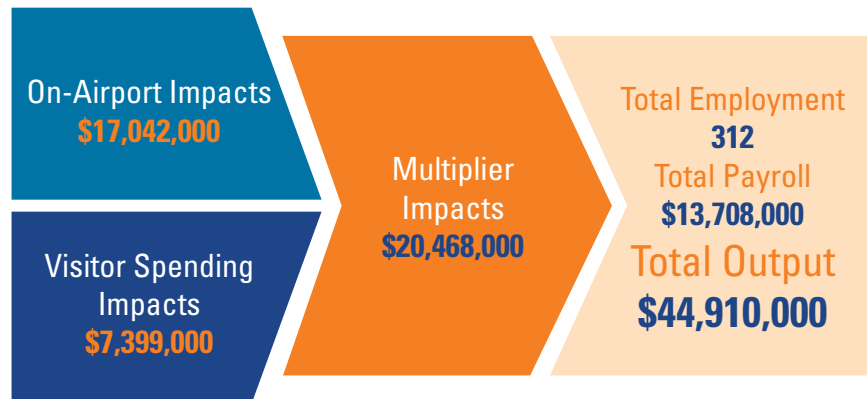 On-Airport Impacts
$17,042,000
Visitor Spending
Impacts
$7,399,000
Multiplier
Impacts
$20,468,000
Total Employment
312
Total Payroll
$13,708,000
Total Output
$44,910,000